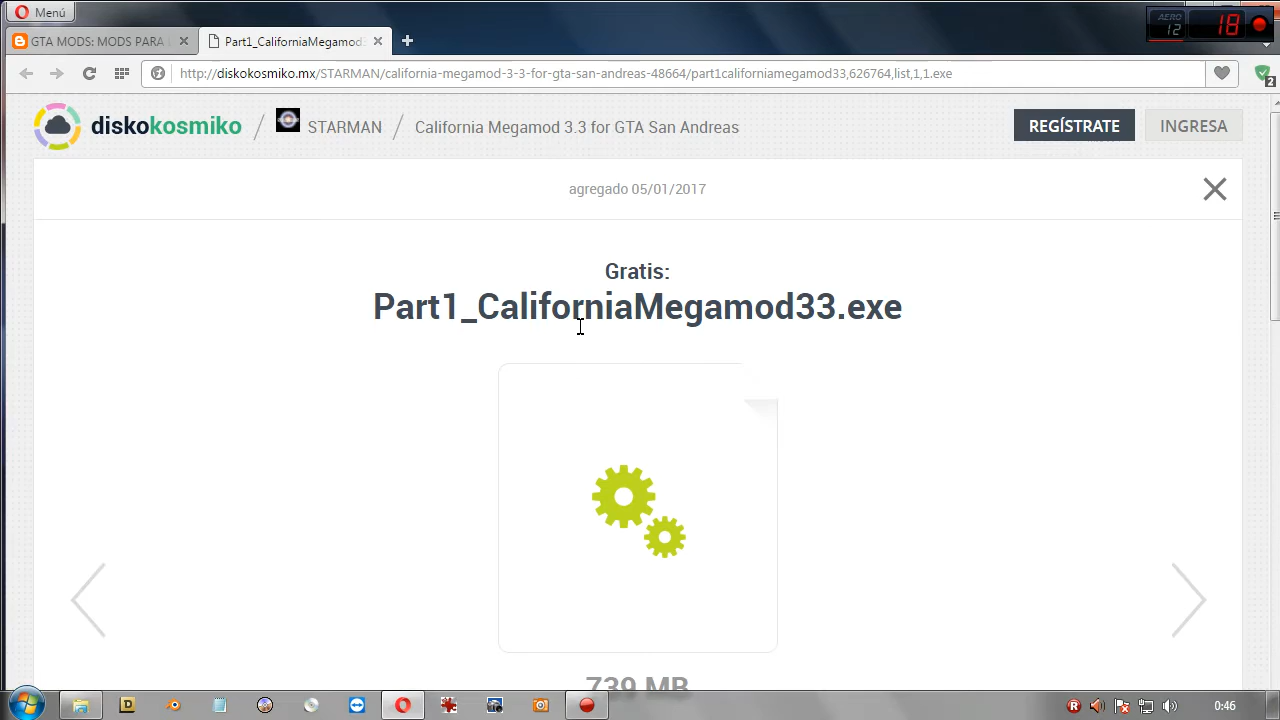 Menú
AERO
12
18
GTA MODS: MODS PARA
Part1_CaliforniaMegamod
http://diskokosmiko.mx/STARMAN/california-megamod-3-3-for-gta-san-andreas-48664/part1californiamegamod33,626764,list,1,1.exe
2
diskokosmiko / STARMAN / California Megamod 3.3 for GTA San Andreas
REGÍSTRATE
INGRESA
agregado 05/01/2017
Gratis:
Part1_CaliforniaMegamod33.exe
739 MB
0:46